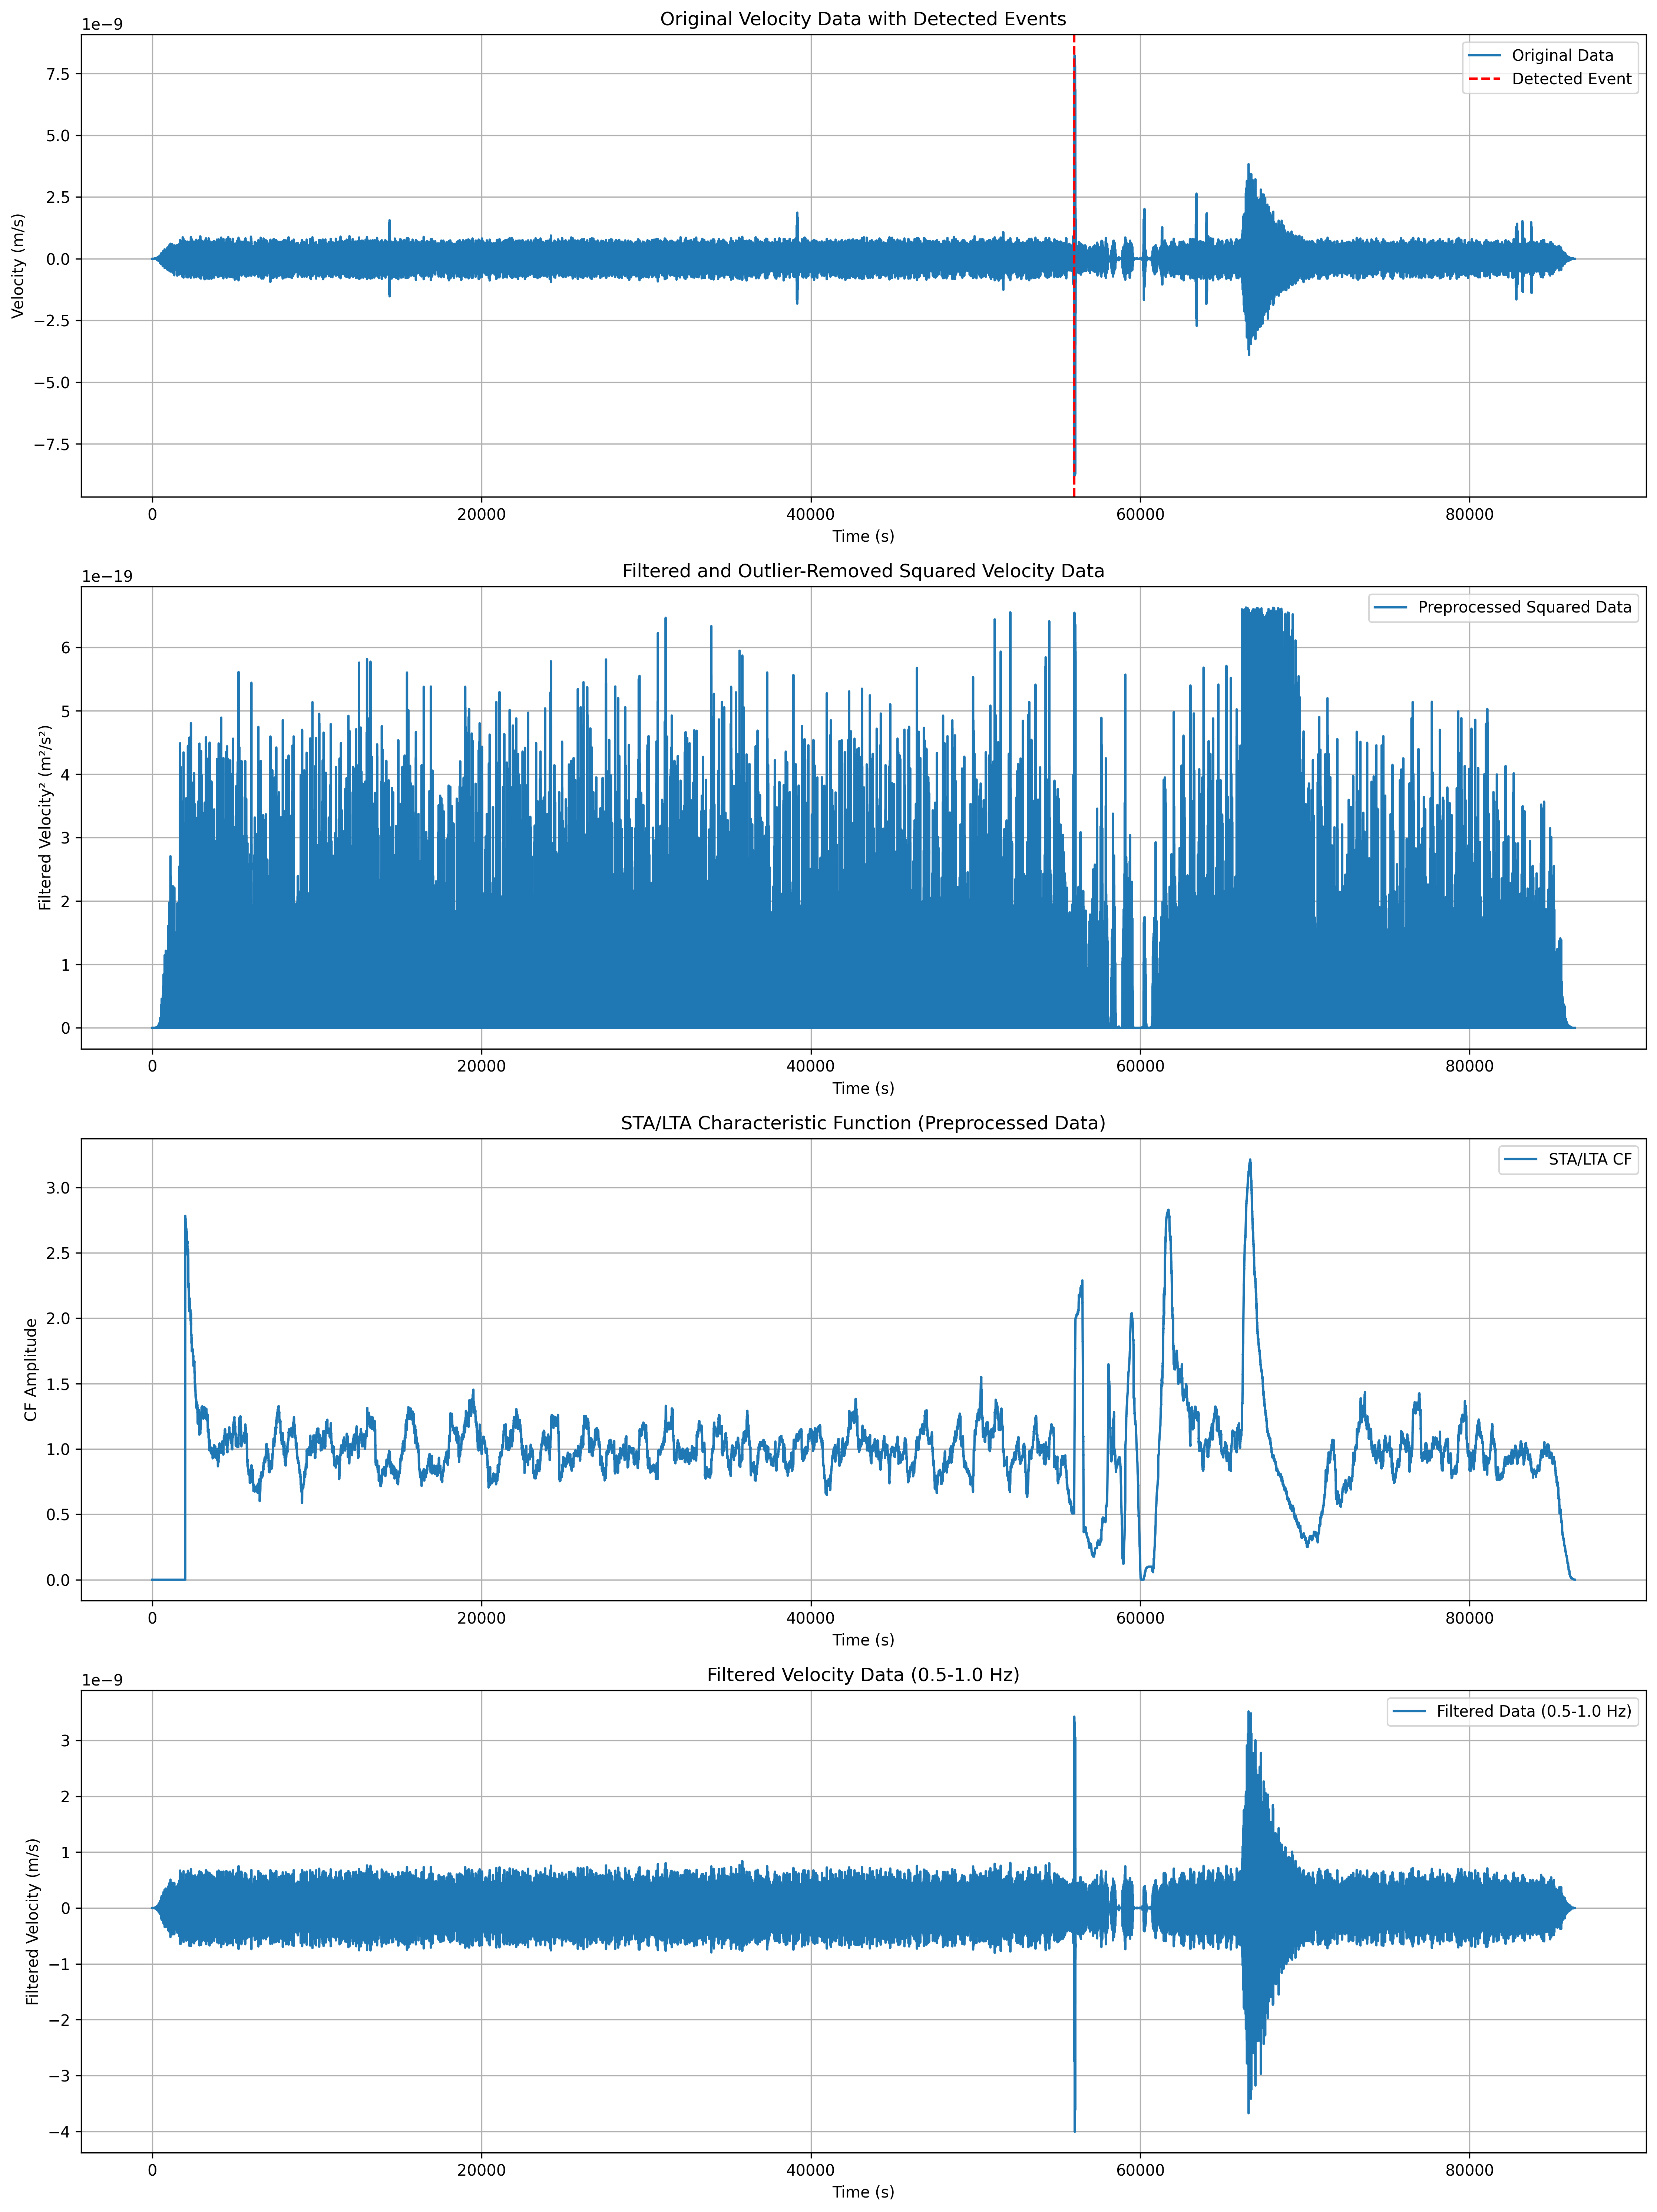 Original Velocity Data with Detected Events
1e−9
Original Data
Detected Event
7.5
5.0
2.5
0.0
−2.5
−5.0
−7.5
Velocity (m/s)
0 20000 40000 60000 80000
Time (s)
Filtered and Outlier-Removed Squared Velocity Data
1e−19
Preprocessed Squared Data
6
5
4
3
2
1
0
Filtered Velocity² (m²/s²)
0 20000 40000 60000 80000
Time (s)
STA/LTA Characteristic Function (Preprocessed Data)
STA/LTA CF
3.0
2.5
2.0
1.5
1.0
0.5
0.0
CF Amplitude
0 20000 40000 60000 80000
Time (s)
Filtered Velocity Data (0.5-1.0 Hz)
1e−9
Filtered Data (0.5-1.0 Hz)
3
2
1
0
−1
−2
−3
−4
Filtered Velocity (m/s)
0 20000 40000 60000 80000
Time (s)